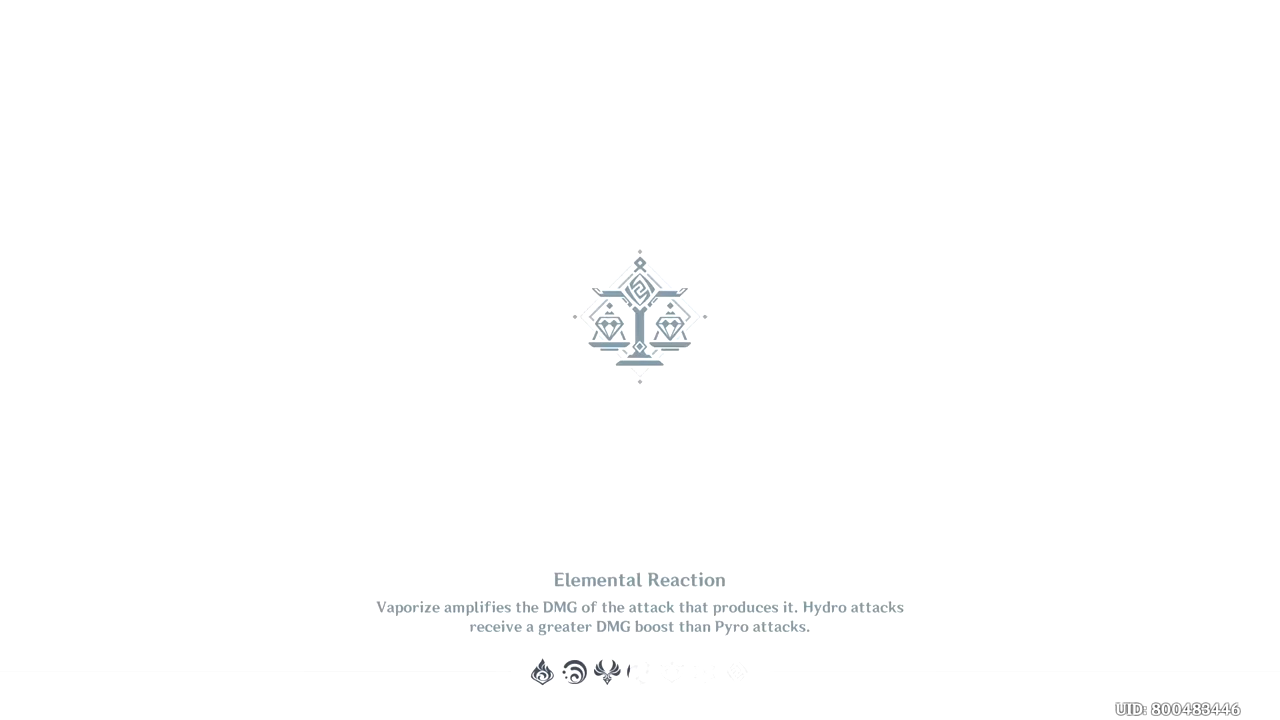 Elemental Reaction
Vaporize amplifies the DMG of the attack that produces it. Hydro attacks
receive a greater DMG boost than Pyro attacks.
UID: 800483446